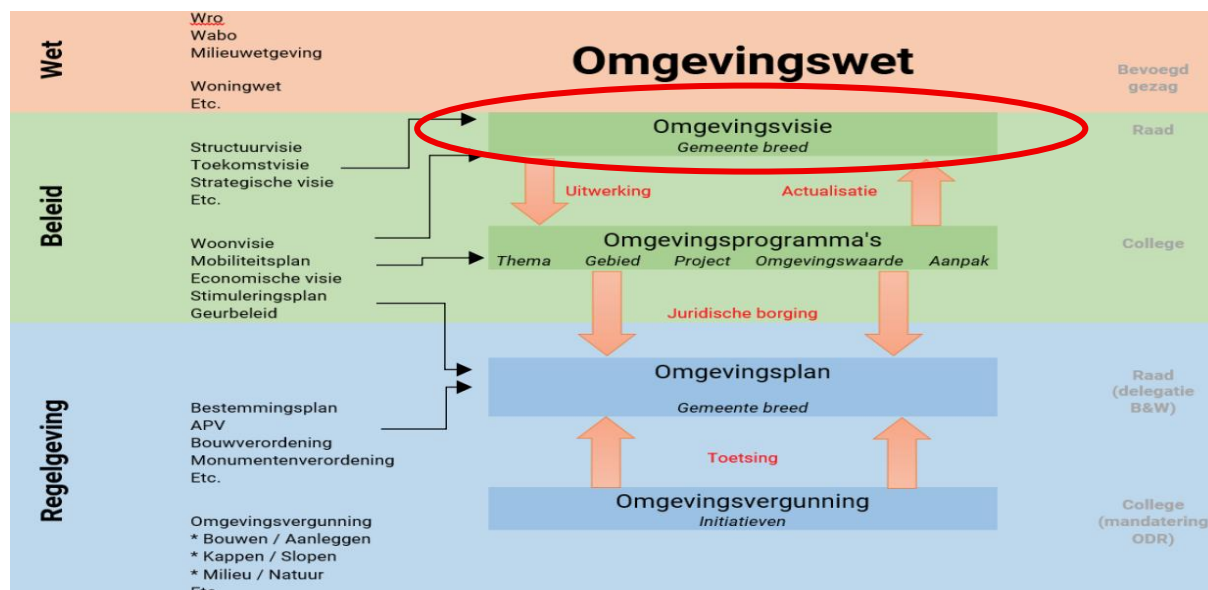 Wet
Wro
Wabo
Milieuwetgeving
Woningwet
Etc.
Omgevingswet
Bevoegd
gezag
Beleid
Structuurvisie
Toekomstvisie
Strategische visie
Etc.
Woonvisie
Mobiliteitsplan
Economische visie
Stimuleringsplan
Geurbeleid
Omgevingsvisie
Gemeente breed
Raad
Uitwerking
Actualisatie
Omgevingsprogramma's
Thema Gebied Project Omgevingswaarde Aanpak
College
Juridische borging
Regelgeving
Bestemmingsplan
APV
Bouwverordening
Monumentenverordening
Etc.
Omgevingsvergunning
* Bouwen / Aanleggen
* Kappen / Slopen
* Milieu / Natuur
Etc.
Omgevingsplan
Gemeente breed
Raad
(delegatie
B&W)
Toetsing
Omgevingsvergunning
Initiatieven
College
(mandatering
ODR)